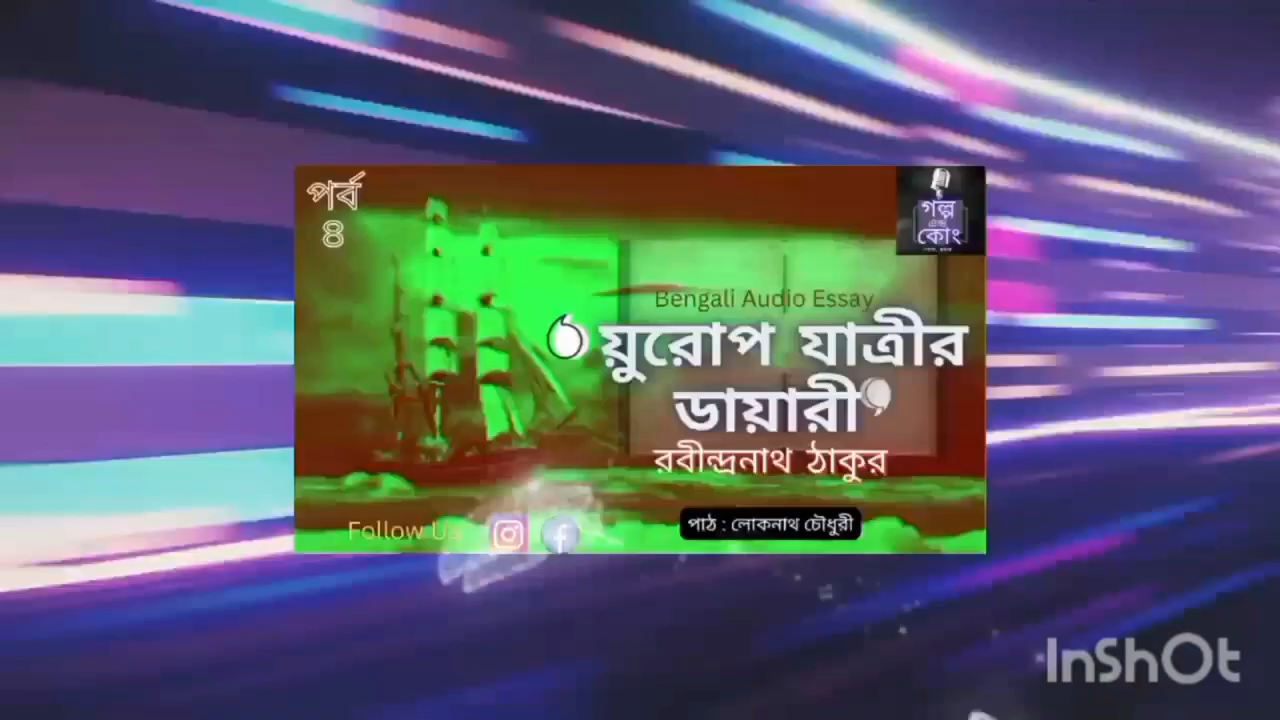 পর্ব
৪
গল্প
কোং
Bengali Audio Essay
য়ুরোপ যাত্রীর
ডায়ারী
রবীন্দ্রনাথ ঠাকুর
পাঠ : লোকনাথ চৌধুরী
Follow Us
InShOt